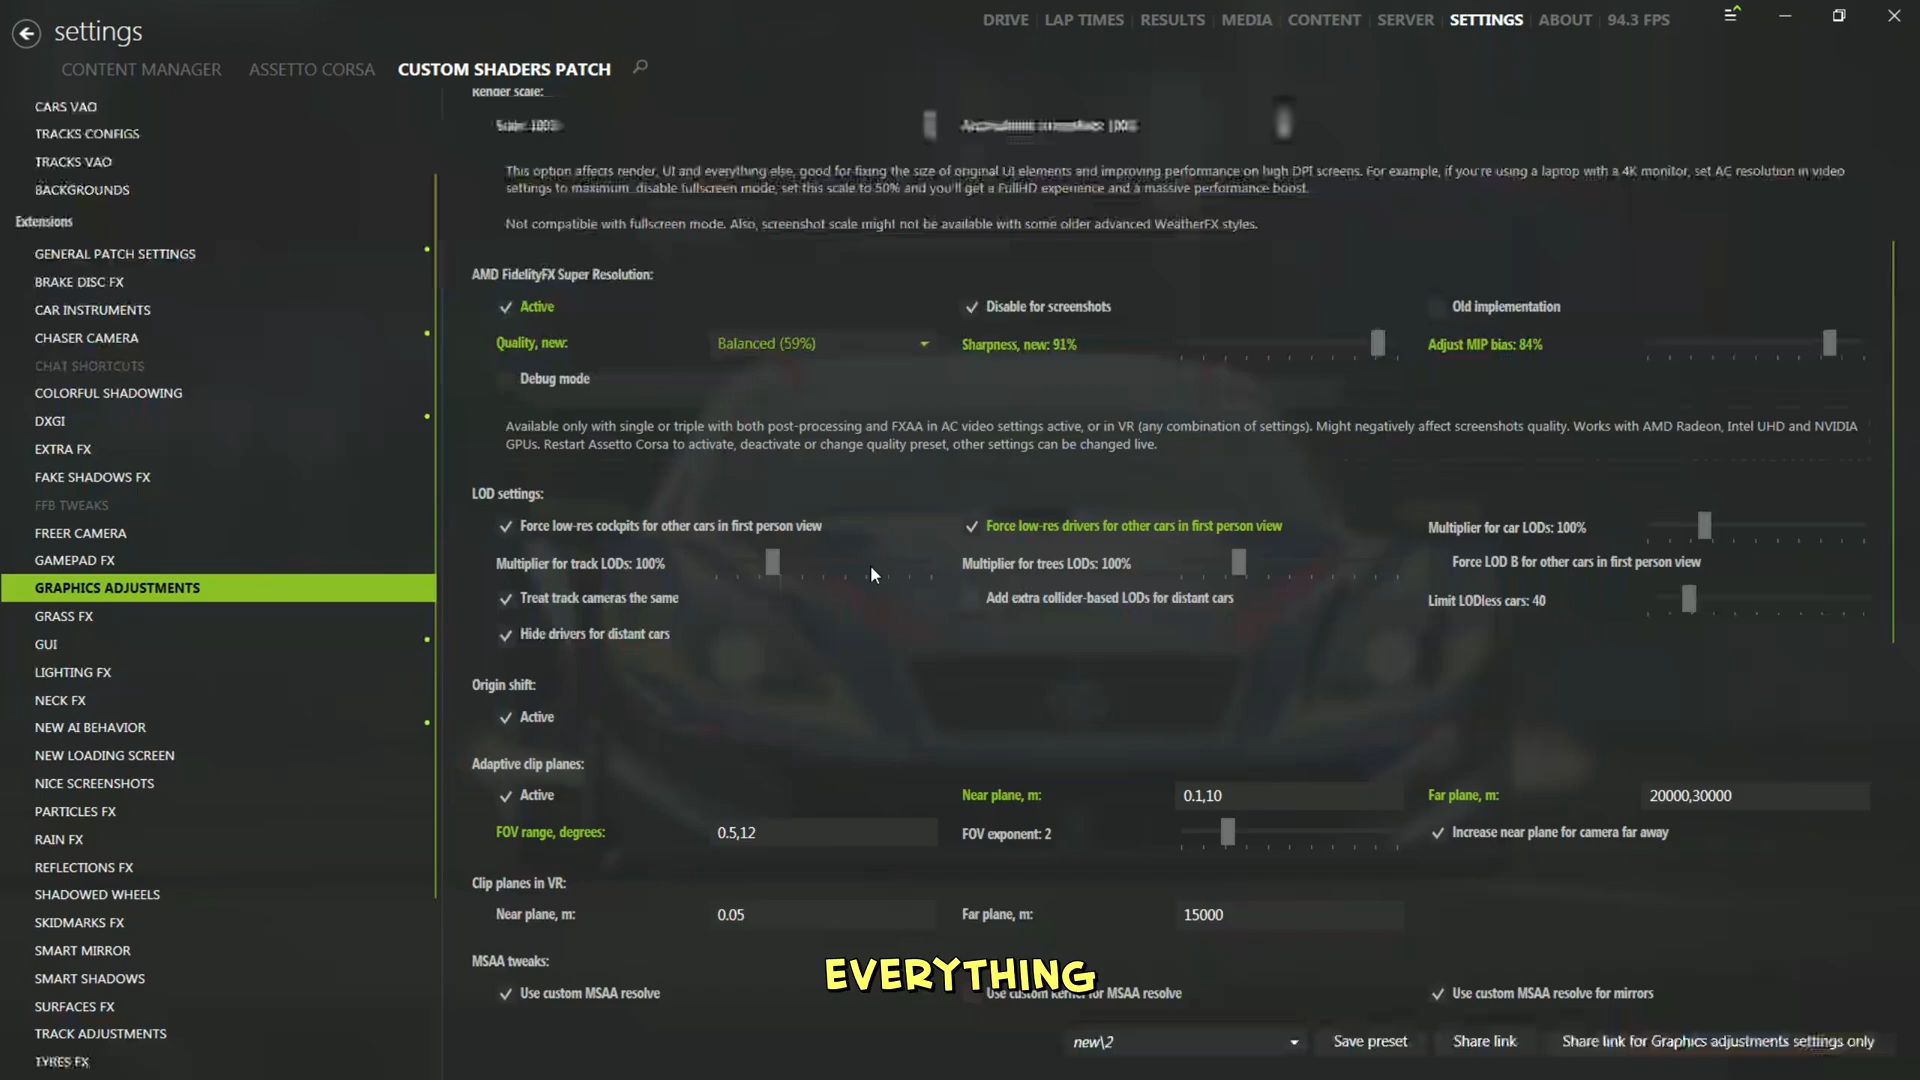 settings
DRIVE LAP TIMES RESULTS MEDIA CONTENT SERVER SETTINGS ABOUT 94.3 FPS
CONTENT MANAGER ASSETTO CORSA CUSTOM SHADERS PATCH
CARS VAO
TRACKS CONFIGS
TRACKS VAO
BACKGROUNDS
Extensions
GENERAL PATCH SETTINGS
BRAKE DISC FX
CAR INSTRUMENTS
CHASER CAMERA
CHAT SHORTCUTS
COLORFUL SHADOWING
DXGI
EXTRA FX
FAKE SHADOWS FX
FFB TWEAKS
FREER CAMERA
GAMEPAD FX
GRAPHICS ADJUSTMENTS
GRASS FX
GUI
LIGHTING FX
NECK FX
NEW AI BEHAVIOR
NEW LOADING SCREEN
NICE SCREENSHOTS
PARTICLES FX
RAIN FX
REFLECTIONS FX
SHADOWED WHEELS
SKIDMARKS FX
SMART MIRROR
SMART SHADOWS
SURFACES FX
TRACK ADJUSTMENTS
TYRES FX
Render scale:
Scale: 100%
This option affects render, UI and everything else, good for fixing the size of original UI elements and improving performance on high DPI screens. For example, if you're using a laptop with a 4K monitor, set AC resolution in video
settings to maximum, disable fullscreen mode, set this scale to 50% and you'll get a FullHD experience and a massive performance boost.
Not compatible with fullscreen mode. Also, screenshot scale might not be available with some older advanced WeatherFX styles.
AMD FidelityFX Super Resolution:
Active Disable for screenshots Old implementation
Quality, new: Balanced (59%) Sharpness, new: 91% Adjust MIP bias: 84%
Debug mode
Available only with single or triple with both post-processing and FXAA in AC video settings active, or in VR (any combination of settings). Might negatively affect screenshots quality. Works with AMD Radeon, Intel UHD and NVIDIA
GPUs. Restart Assetto Corsa to activate, deactivate or change quality preset, other settings can be changed live.
LOD settings:
Force low-res cockpits for other cars in first person view Force low-res drivers for other cars in first person view Multiplier for car LODs: 100%
Multiplier for track LODs: 100% Multiplier for trees LODs: 100% Force LOD B for other cars in first person view
Treat track cameras the same Add extra collider-based LODs for distant cars Limit LODless cars: 40
Hide drivers for distant cars
Origin shift:
Active
Adaptive clip planes:
Active Near plane, m: 0.1,10 Far plane, m: 20000,30000
FOV range, degrees: 0.5,12 FOV exponent: 2 Increase near plane for camera far away
Clip planes in VR:
Near plane, m: 0.05 Far plane, m: 15000
MSAA tweaks:
EVERYTHING
Use custom MSAA resolve Use custom kernel for MSAA resolve Use custom MSAA resolve for mirrors
new\2 Save preset Share link Share link for Graphics adjustments settings only